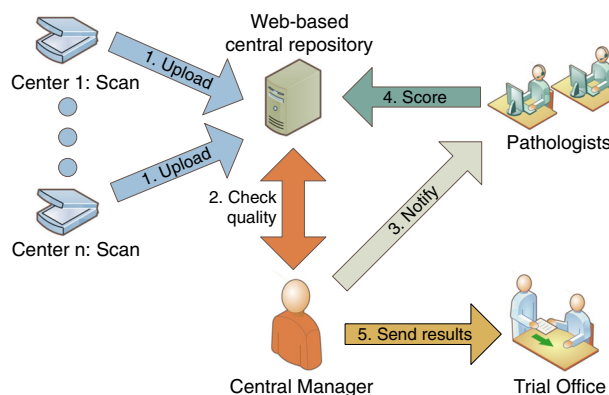 Web-based
central repository
1. Upload
Center 1: Scan
4. Score
Pathologists
1. Upload
2. Check
quality
3. Notify
Center n: Scan
5. Send results
Central Manager
Trial Office